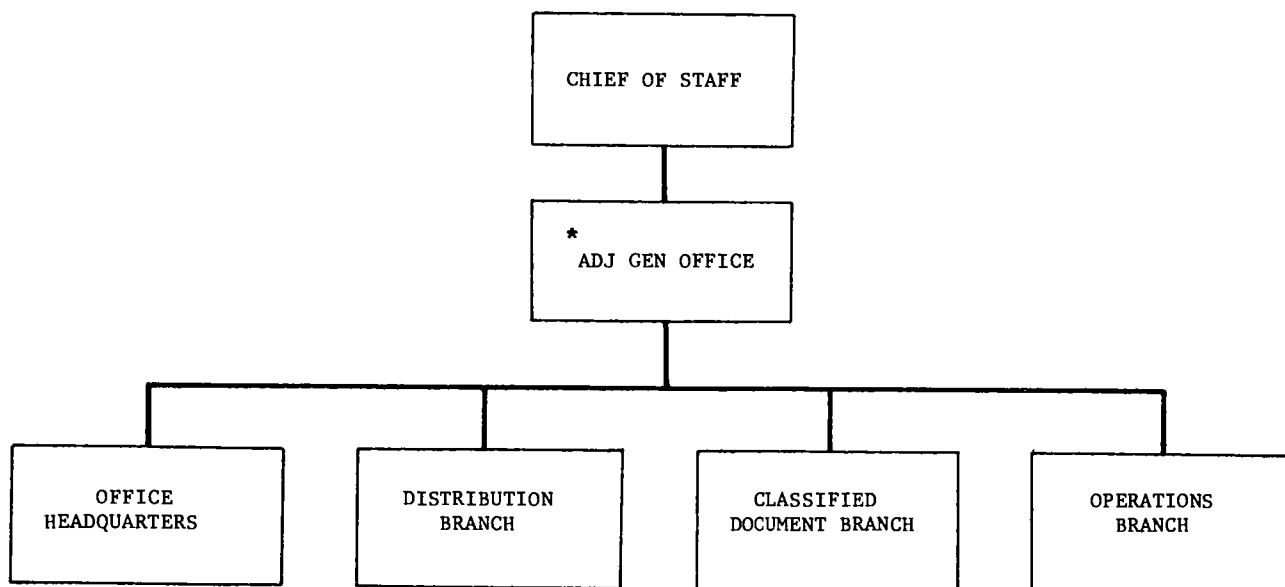 CHIEF OF STAFF
*
ADJ GEN OFFICE
OFFICE
HEADQUARTERS
DISTRIBUTION
BRANCH
CLASSIFIED
DOCUMENT BRANCH
OPERATIONS
BRANCH